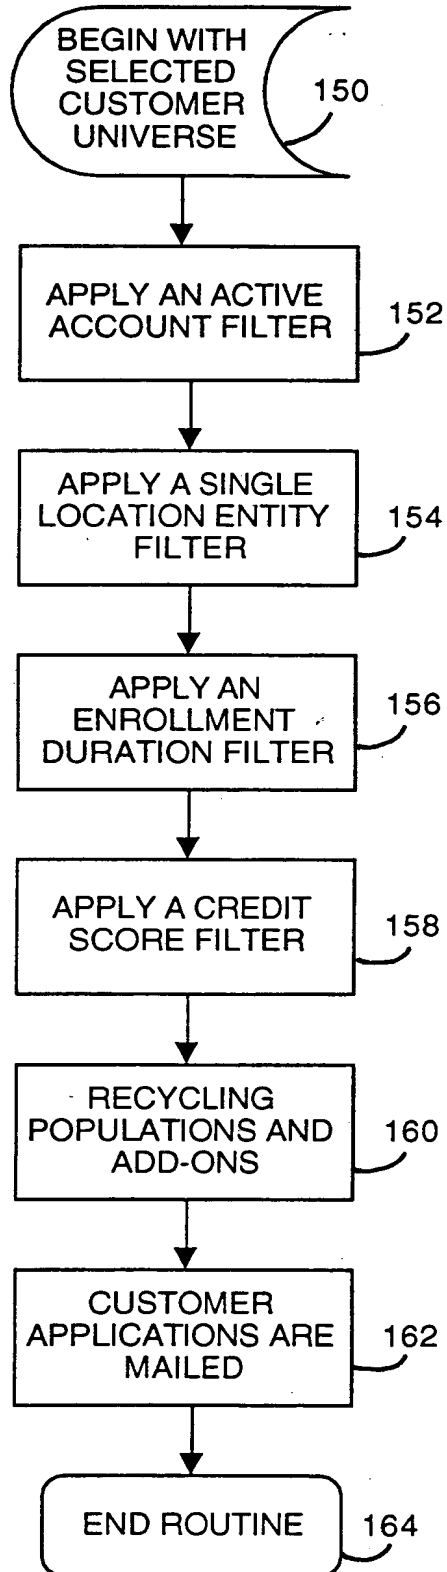 BEGIN WITH
SELECTED
CUSTOMER
UNIVERSE
150
APPLY AN ACTIVE
ACCOUNT FILTER
152
APPLY A SINGLE
LOCATION ENTITY
FILTER
154
APPLY AN
ENROLLMENT
DURATION FILTER
156
APPLY A CREDIT
SCORE FILTER
158
RECYCLING
POPULATIONS AND
ADD-ONS
160
CUSTOMER
APPLICATIONS ARE
MAILED
162
END ROUTINE
164